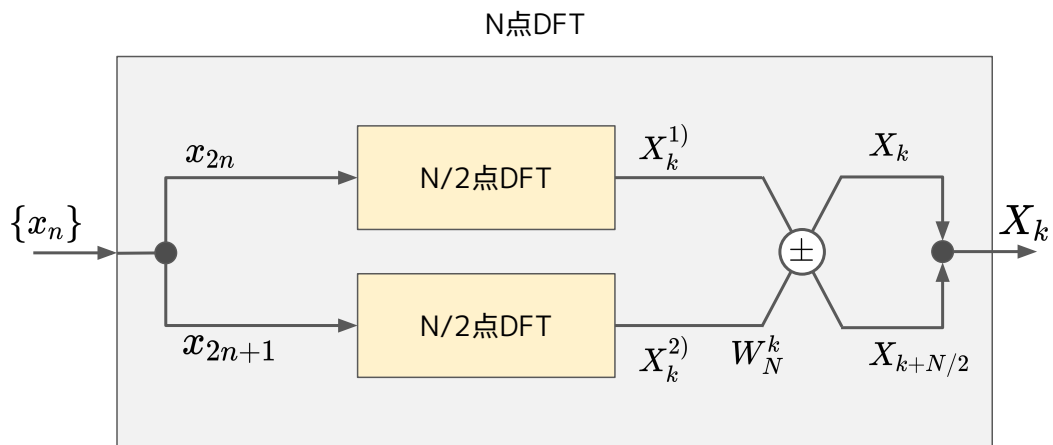 N点DFT
x_{2n}
X_k^{1)}
X_k
N/2点DFT
{x_n}
X_k
±
N/2点DFT
x_{2n+1}
X_k^{2)}
W_N^k
X_{k+N/2}